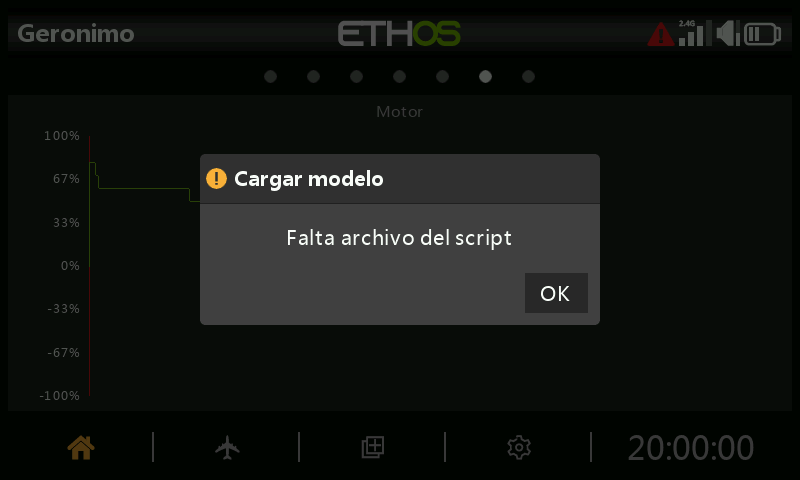 Geronimo
ETHOS
2.4G
Motor
100%
67%
33%
0%
-33%
-67%
-100%
Cargar modelo
Falta archivo del script
OK
20:00:00